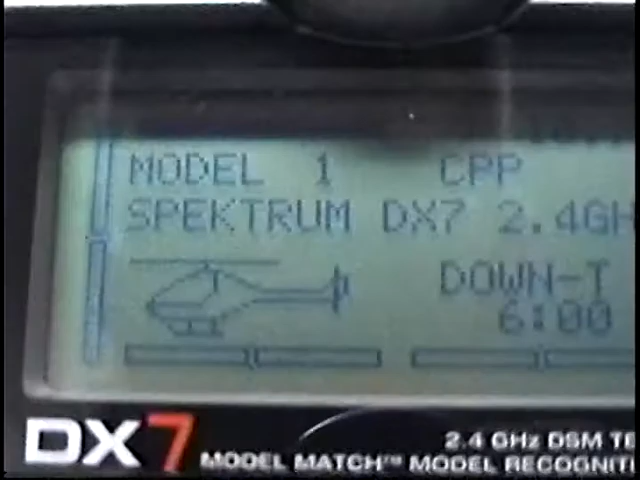 MODEL 1 CPP
SPEKTRUM DX7 2.4GH
DOWN-T
6:00
DX7
2.4 GHz DSM TE
MODEL MATCH™ MODEL RECOGNITI